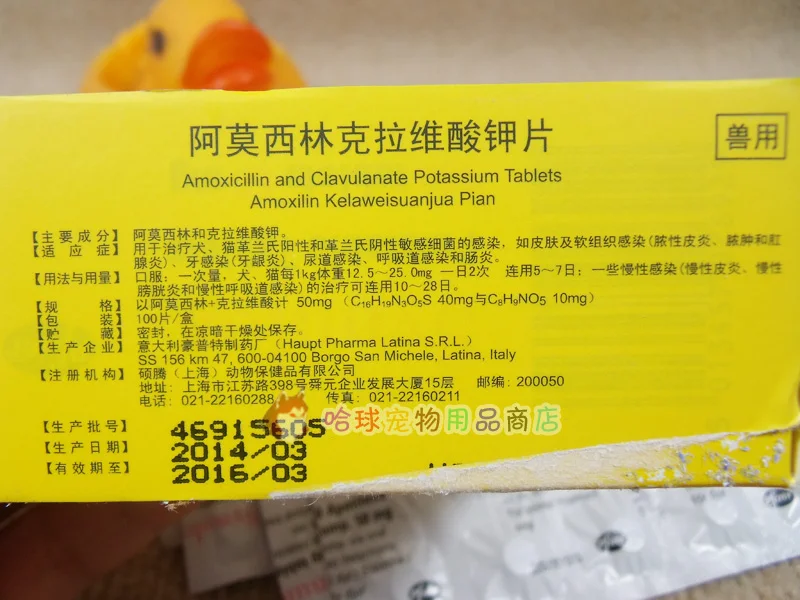 阿莫西林克拉维酸钾片
兽用
Amoxicillin and Clavulanate Potassium Tablets
Amoxilin Kelaweisuanjua Pian
【主要成分】阿莫西林和克拉维酸钾。
【适 应 症】用于治疗犬、猫革兰氏阳性和革兰氏阴性敏感细菌的感染，如皮肤及软组织感染(脓性皮炎、脓肿和肛
腺炎)、牙感染(牙龈炎)、尿道感染、呼吸道感染和肠炎。
【用法与用量】口服：一次量，犬、猫每1kg体重12.5～25.0mg 一日2次 连用5～7日；一些慢性感染(慢性皮炎、慢性
膀胱炎和慢性呼吸道感染)的治疗可连用10～28日。
【规 格】以阿莫西林+克拉维酸计 50mg （C16H19N3O5S 40mg与C8H9NO5 10mg）
【包 装】100片/盒
【贮 藏】密封，在凉暗干燥处保存。
【生产企业】意大利豪普特制药厂（Haupt Pharma Latina S.R.L.）
SS 156 km 47, 600-04100 Borgo San Michele, Latina, Italy
【注册机构】硕腾（上海）动物保健品有限公司
地址：上海市江苏路398号舜元企业发展大厦15层 邮编：200050
电话：021-22160288 传真：021-22160211
哈球宠物用品商店
【生产批号】46915605
【生产日期】2014/03
【有效期至】2016/03